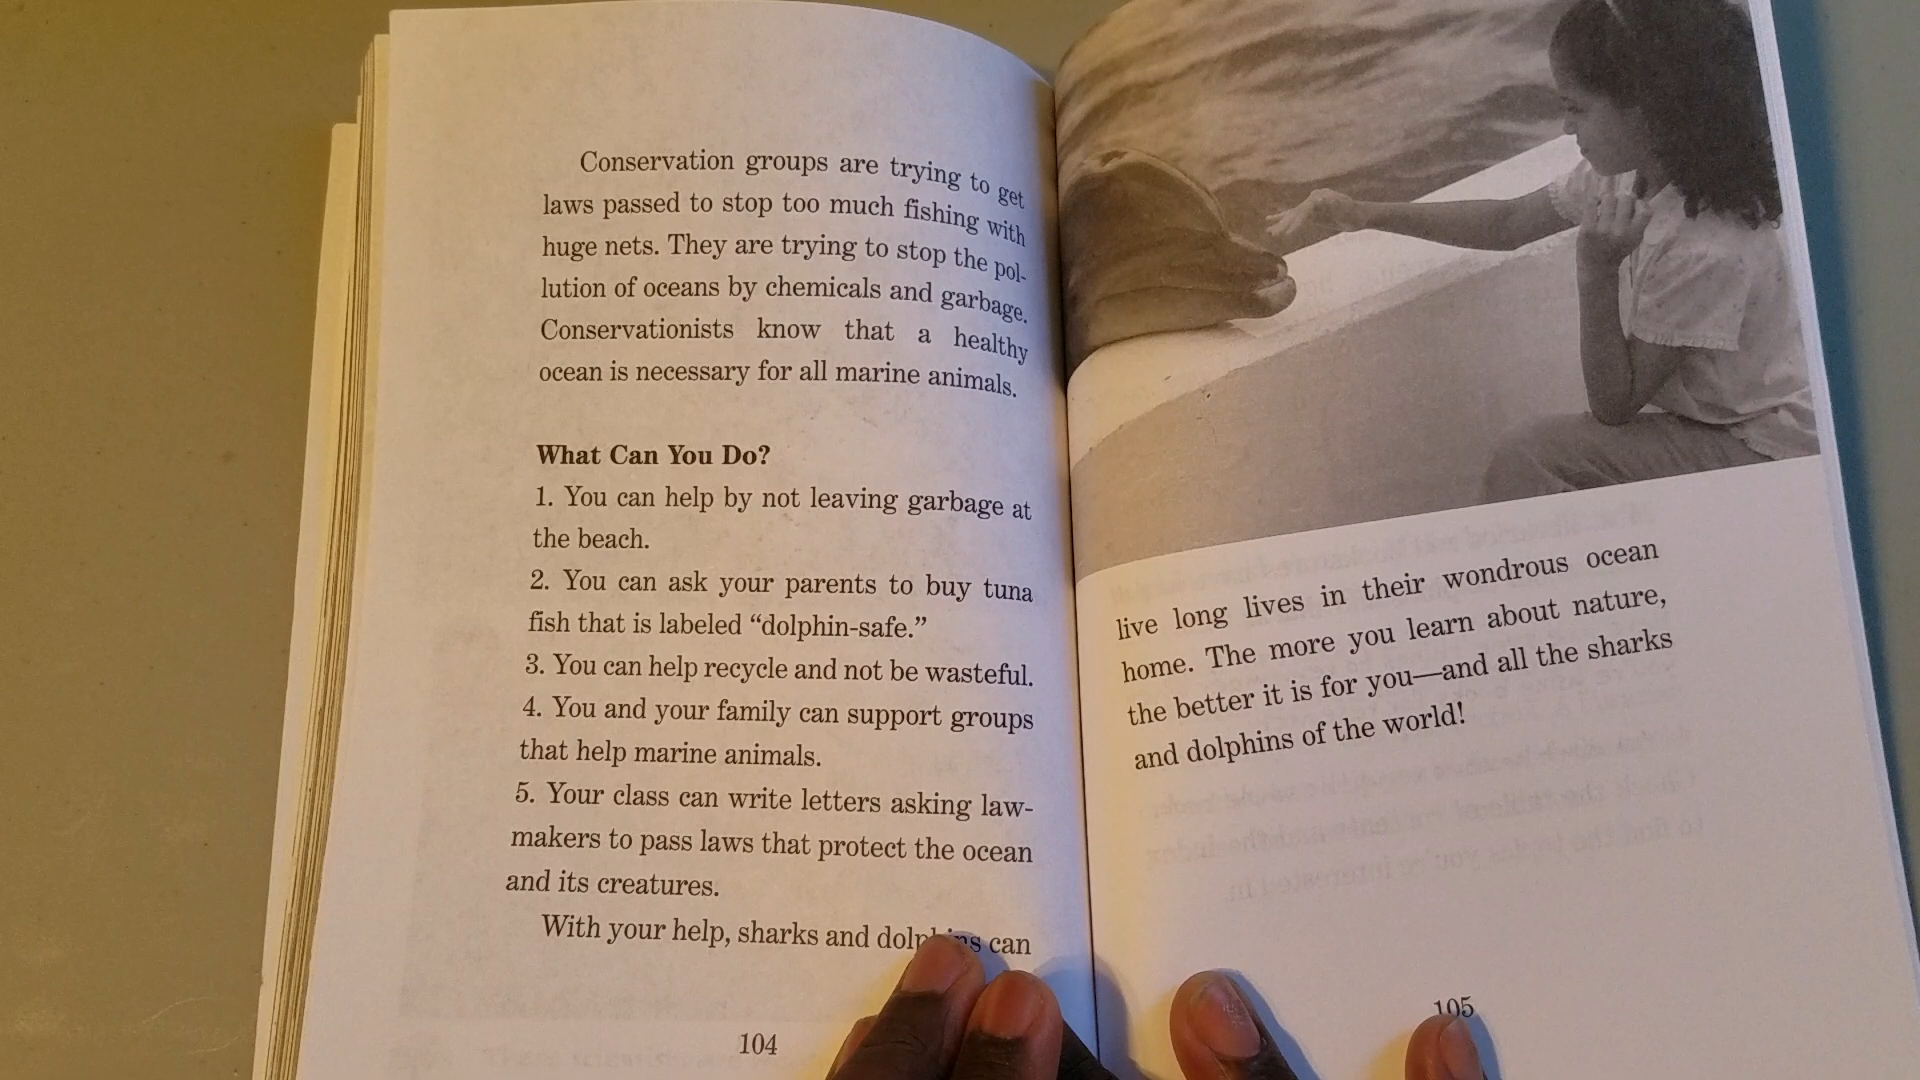 Conservation groups are trying to get
laws passed to stop too much fishing with
huge nets. They are trying to stop the pol-
lution of oceans by chemicals and garbage.
Conservationists know that a healthy
ocean is necessary for all marine animals.
What Can You Do?
1. You can help by not leaving garbage at
the beach.
2. You can ask your parents to buy tuna
fish that is labeled “dolphin-safe.”
3. You can help recycle and not be wasteful.
4. You and your family can support groups
that help marine animals.
5. Your class can write letters asking law-
makers to pass laws that protect the ocean
and its creatures.
With your help, sharks and dolphins can
104
live long lives in their wondrous ocean
home. The more you learn about nature,
the better it is for you—and all the sharks
and dolphins of the world!
105